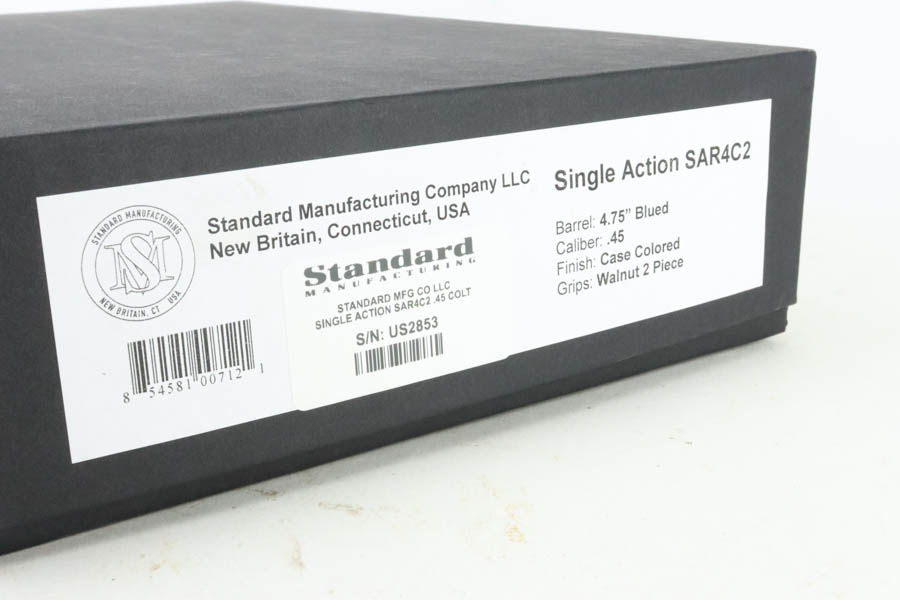 STANDARD MANUFACTURING
SM
NEW BRITAIN, CT USA
Standard Manufacturing Company LLC
New Britain, Connecticut, USA
Standard
MANUFACTURING
STANDARD MFG CO LLC
SINGLE ACTION SAR4C2 .45 COLT
S/N: US2853
8 54581 00712 1
Single Action SAR4C2
Barrel: 4.75” Blued
Caliber: .45
Finish: Case Colored
Grips: Walnut 2 Piece